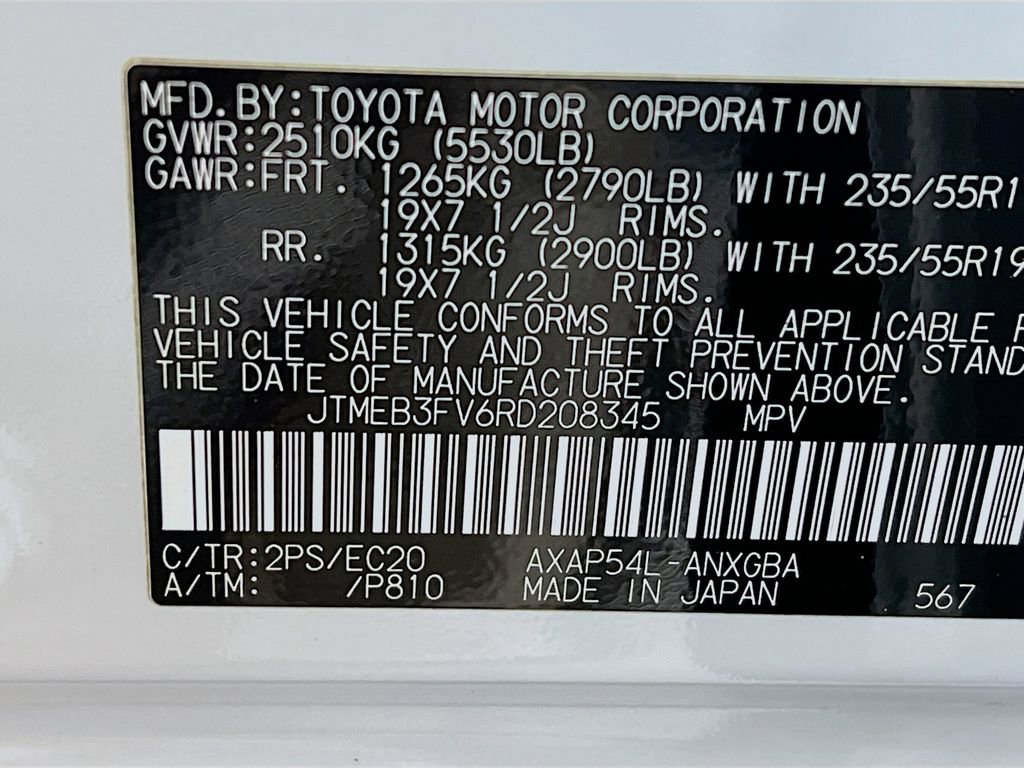 MFD. BY: TOYOTA MOTOR CORPORATION
GVWR: 2510KG (5530LB)
GAWR: FRT. 1265KG (2790LB) WITH 235/55R1
19X7 1/2J RIMS.
RR. 1315KG (2900LB) WITH 235/55R19
19X7 1/2J RIMS.
THIS VEHICLE CONFORMS TO ALL APPLICABLE F
VEHICLE SAFETY AND THEFT PREVENTION STAND
THE DATE OF MANUFACTURE SHOWN ABOVE.
JTMEB3FV6RD208345 MPV
C/TR: 2PS/EC20 AXAP54L-ANXGBA
A/TM: /P810 MADE IN JAPAN 567